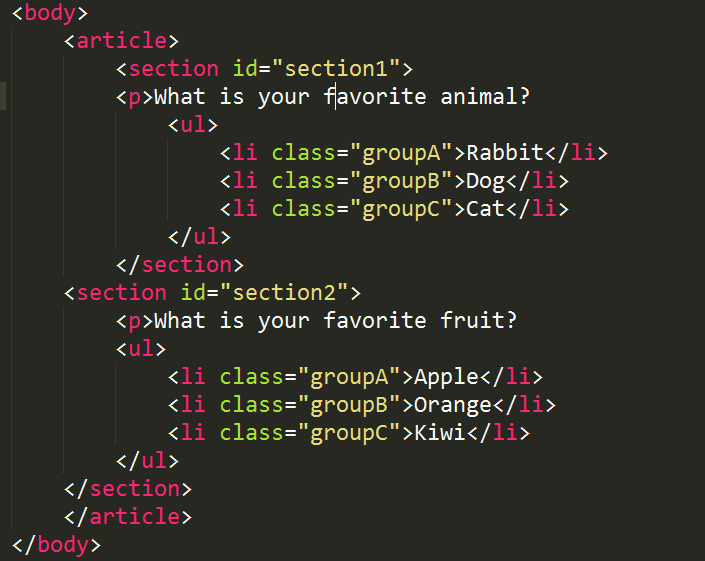 <body>
<article>
<section id="section1">
<p>What is your favorite animal?
<ul>
<li class="groupA">Rabbit</li>
<li class="groupB">Dog</li>
<li class="groupC">Cat</li>
</ul>
</section>
<section id="section2">
<p>What is your favorite fruit?
<ul>
<li class="groupA">Apple</li>
<li class="groupB">Orange</li>
<li class="groupC">Kiwi</li>
</ul>
</section>
</article>
</body>